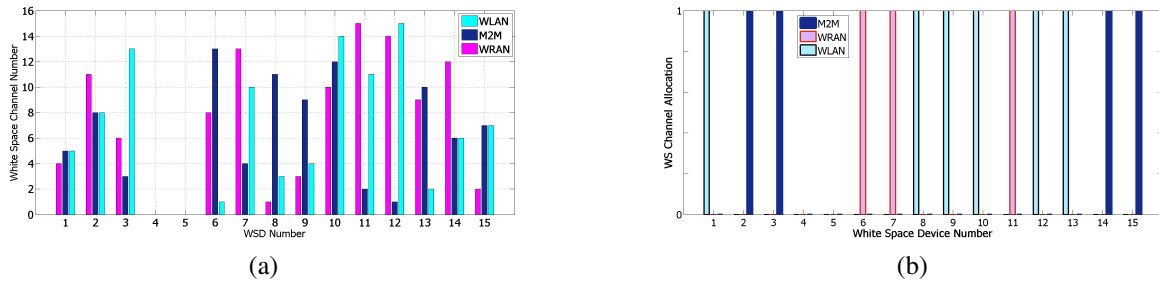 16
14
12
10
8
6
4
2
0
White Space Channel Number
WLAN
M2M
WRAN
1 2 3 4 5 6 7 8 9 10 11 12 13 14 15
WSD Number
(a)
1
0
WS Channel Allocation
M2M
WRAN
WLAN
1 2 3 4 5 6 7 8 9 10 11 12 13 14 15
White Space Device Number
(b)